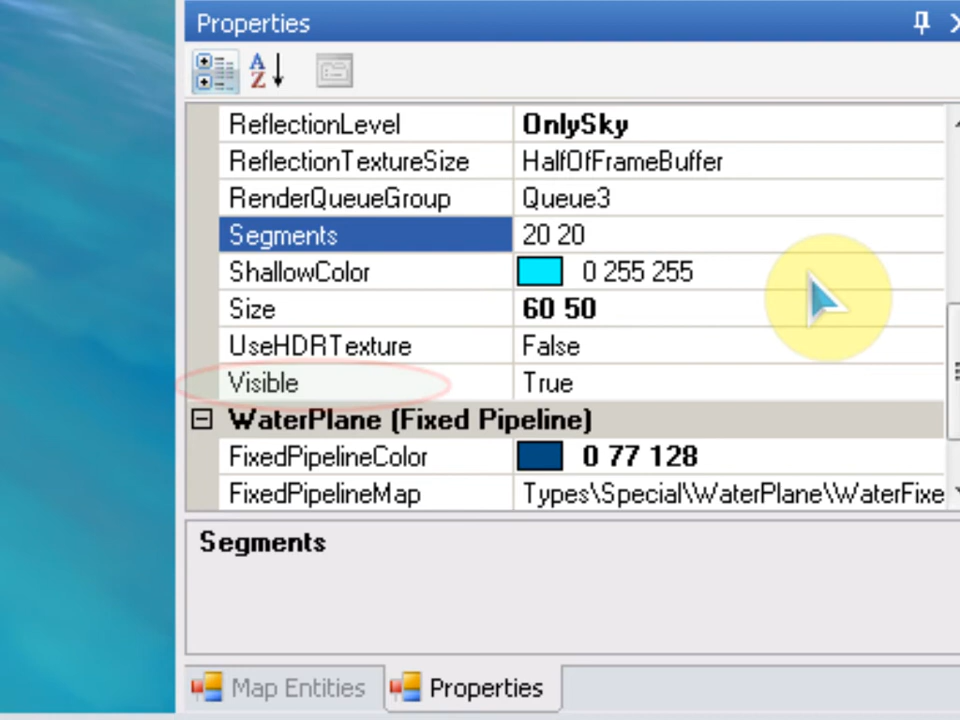 Properties
A
Z
ReflectionLevel OnlySky
ReflectionTextureSize HalfOfFrameBuffer
RenderQueueGroup Queue3
Segments 20 20
ShallowColor 0 255 255
Size 60 50
UseHDRTexture False
Visible True
WaterPlane (Fixed Pipeline)
FixedPipelineColor 0 77 128
FixedPipelineMap Types\Special\WaterPlane\WaterFixe
Segments
Map Entities Properties